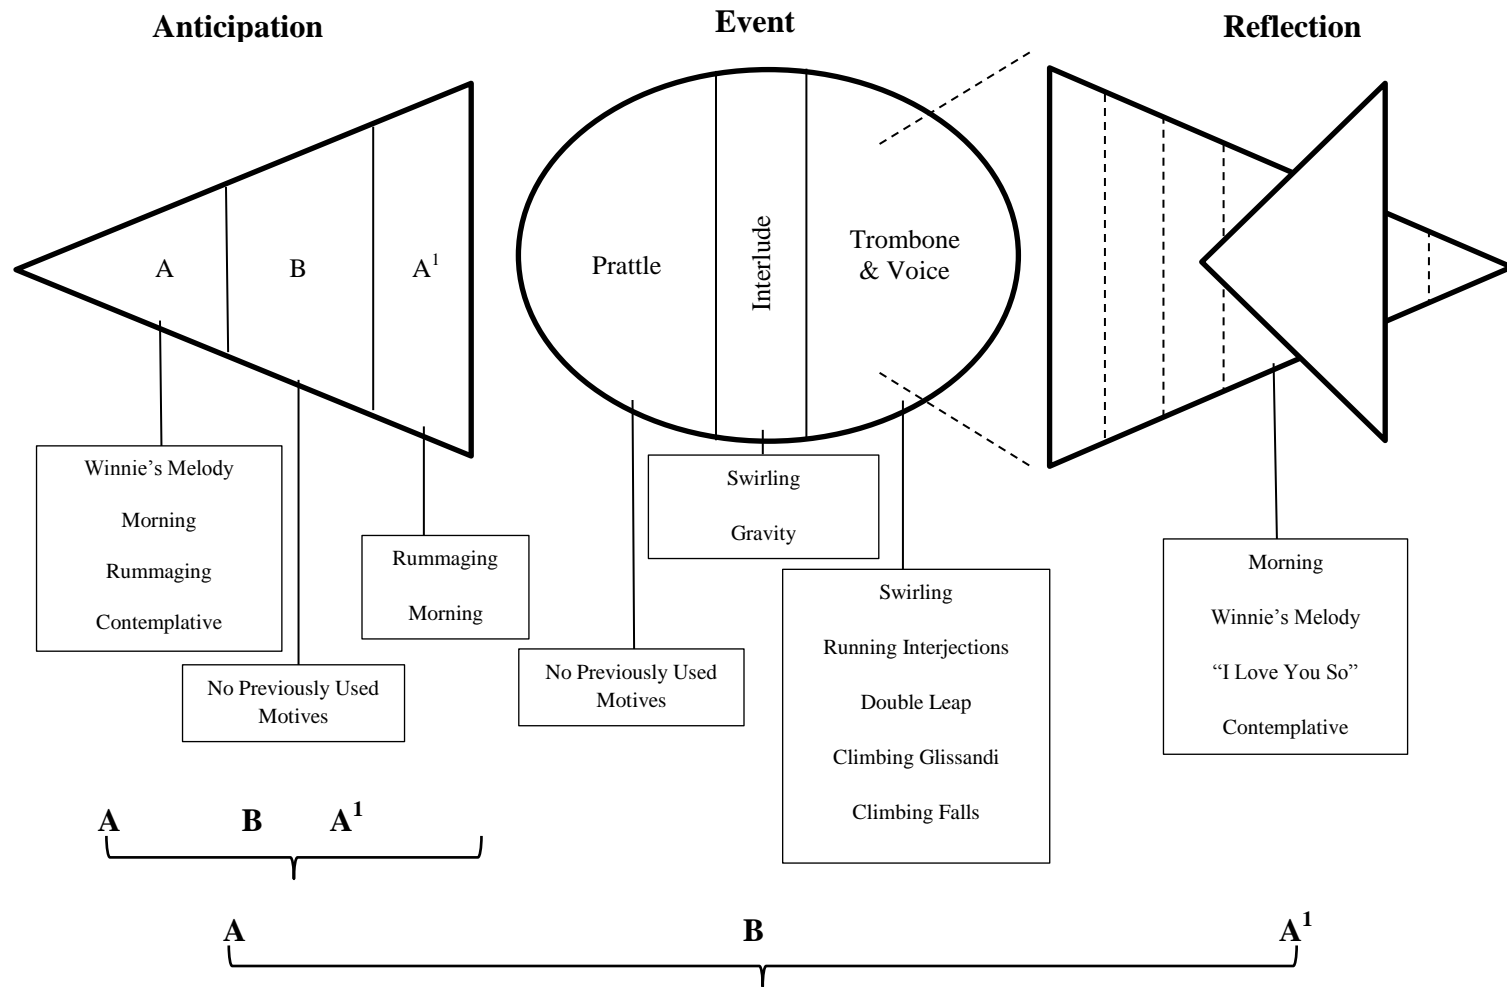 Anticipation
Event
Reflection
A
B
A¹
Prattle
Interlude
Trombone
& Voice
Winnie’s Melody
Morning
Rummaging
Contemplative
No Previously Used
Motives
Rummaging
Morning
No Previously Used
Motives
Swirling
Gravity
Swirling
Running Interjections
Double Leap
Climbing Glissandi
Climbing Falls
Morning
Winnie’s Melody
“I Love You So”
Contemplative
A B A¹
A B A¹